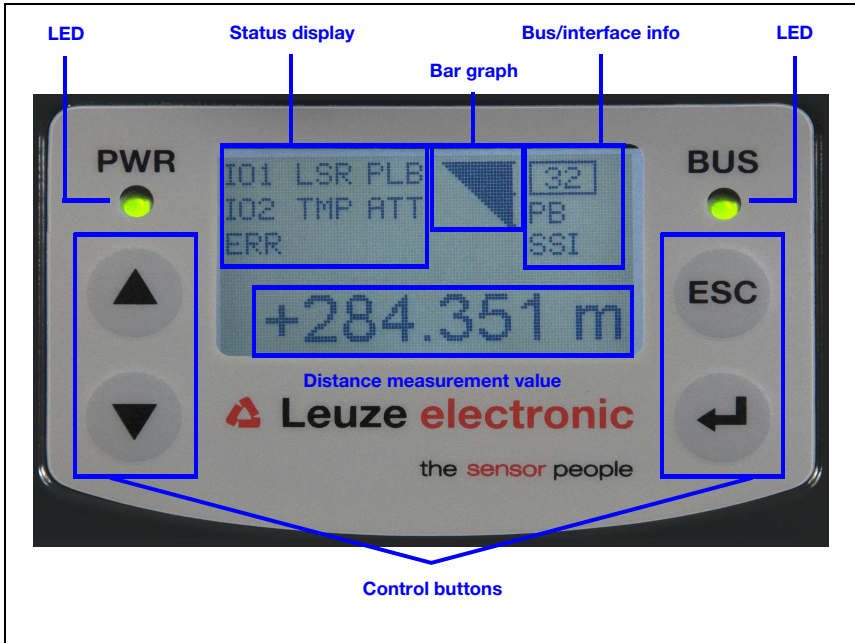 LED Status display Bus/interface info LED
Bar graph
PWR BUS
IO1 LSR PLB 32
IO2 TMP ATT PB
ERR SSI
ESC
+284.351 m
Distance measurement value
Leuze electronic
the sensor people
Control buttons